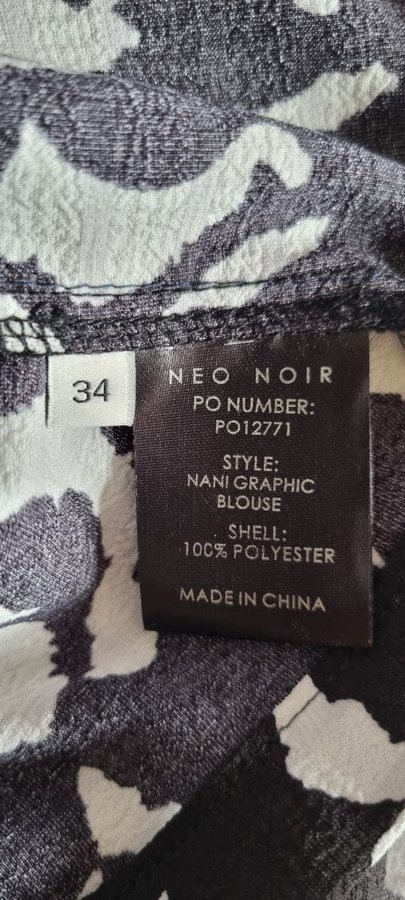 34
NEO NOIR
PO NUMBER:
PO12771
STYLE:
NANI GRAPHIC
BLOUSE
SHELL:
100% POLYESTER
MADE IN CHINA